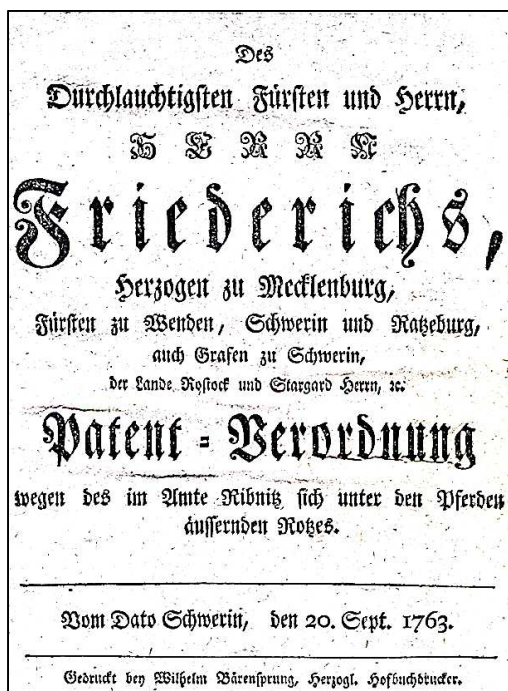 Des
Durchlauchtigsten Fürsten und Herrn,
HERRN
Friederichs,
Herzogen zu Mecklenburg,
Fürsten zu Wenden, Schwerin und Ratzeburg,
auch Grafen zu Schwerin,
der Lande Rostock und Stargard Herrn, ꝛc.
Patent-Verordnung
wegen des im Amte Ribnitz sich unter den Pferden
äussernden Rotzes.
Vom Dato Schwerin, den 20. Sept. 1763.
Gedruckt bey Wilhelm Bärensprung, Herzogl. Hofbuchdrucker.